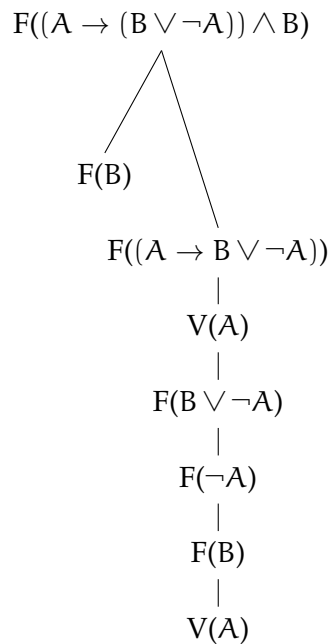 F((A → (B ∨ ¬A)) ∧ B)
F(B)
F((A → B ∨ ¬A))
V(A)
F(B ∨ ¬A)
F(¬A)
F(B)
V(A)